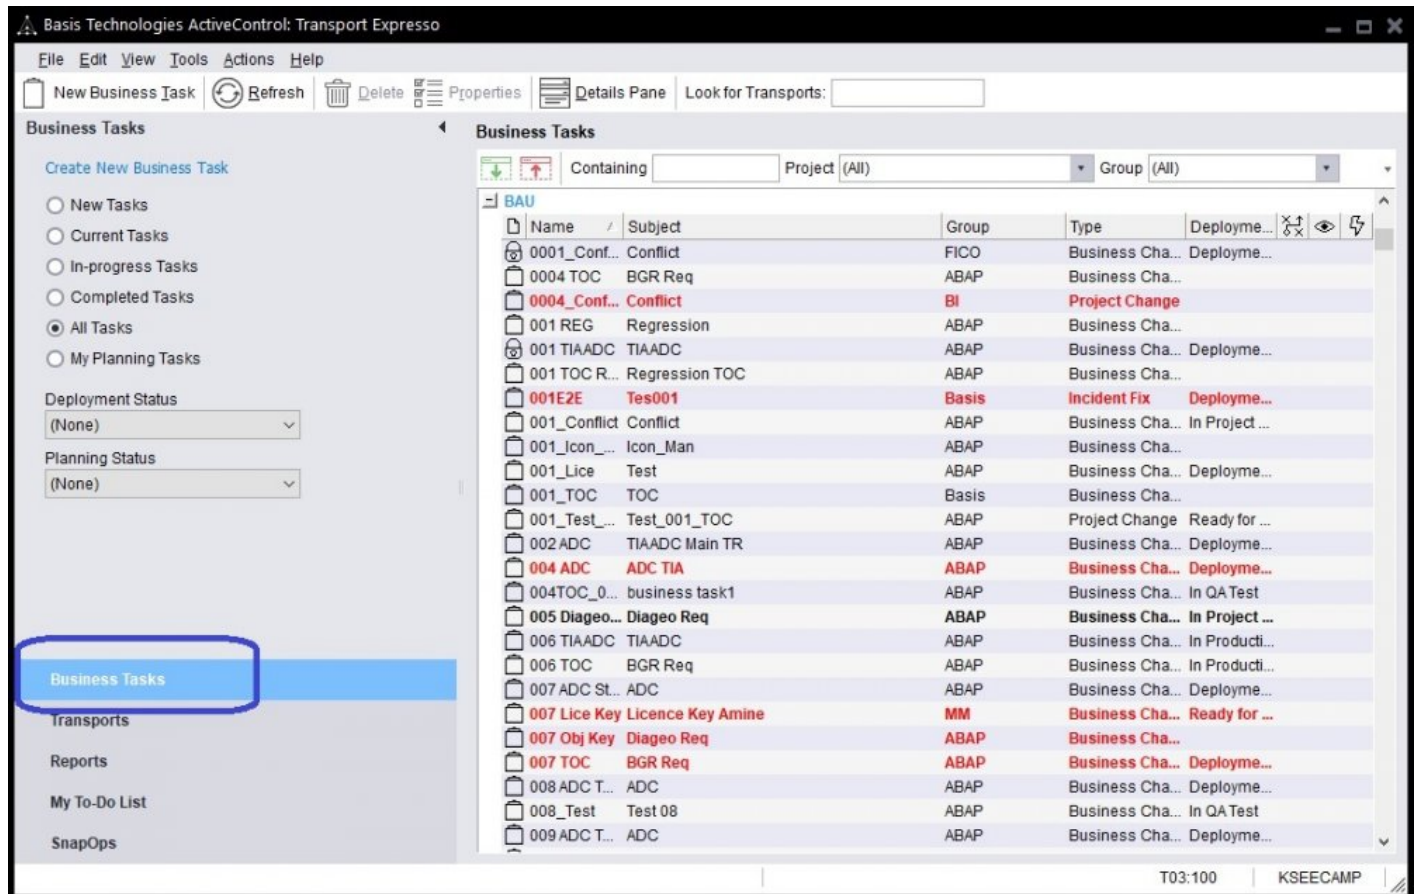 Basis Technologies ActiveControl: Transport Expresso
File Edit View Tools Actions Help
New Business Task Refresh Delete Properties Details Pane Look for Transports:
Business Tasks
Create New Business Task
New Tasks
Current Tasks
In-progress Tasks
Completed Tasks
All Tasks
My Planning Tasks
Deployment Status
(None)
Planning Status
(None)
Business Tasks
Transports
Reports
My To-Do List
SnapOps
Business Tasks
Containing Project (All) Group (All)
BAU
Name Subject Group Type Deployme...
0001_Conf... Conflict FICO Business Cha... Deployme...
0004 TOC BGR Req ABAP Business Cha...
0004_Conf... Conflict BI Project Change
001 REG Regression ABAP Business Cha...
001 TIAADC TIAADC ABAP Business Cha... Deployme...
001 TOC R... Regression TOC ABAP Business Cha...
001E2E Tes001 Basis Incident Fix Deployme...
001_Conflict Conflict ABAP Business Cha... In Project ...
001_Icon_... Icon_Man ABAP Business Cha...
001_Lice Test ABAP Business Cha... Deployme...
001_TOC TOC Basis Business Cha...
001_Test_... Test_001_TOC ABAP Project Change Ready for ...
002 ADC TIAADC Main TR ABAP Business Cha... Deployme...
004 ADC ADC TIA ABAP Business Cha... Deployme...
004TOC_0... business task1 ABAP Business Cha... In QA Test
005 Diageo... Diageo Req ABAP Business Cha... In Project ...
006 TIAADC TIAADC ABAP Business Cha... In Producti...
006 TOC BGR Req ABAP Business Cha... In Producti...
007 ADC St... ADC ABAP Business Cha... Deployme...
007 Lice Key Licence Key Amine MM Business Cha... Ready for ...
007 Obj Key Diageo Req ABAP Business Cha...
007 TOC BGR Req ABAP Business Cha... Deployme...
008 ADC T... ADC ABAP Business Cha... Deployme...
008_Test Test 08 ABAP Business Cha... In QA Test
009 ADC T... ADC ABAP Business Cha... Deployme...
T03:100 KSEECAMP